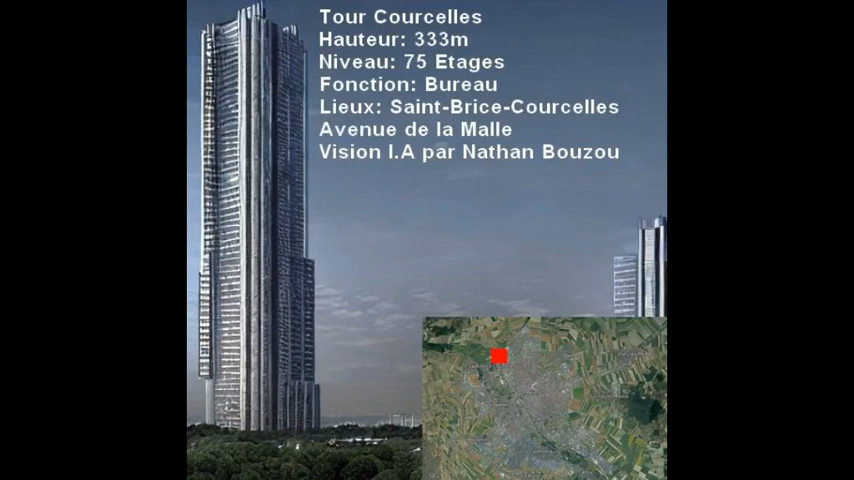 Tour Courcelles
Hauteur: 333m
Niveau: 75 Etages
Fonction: Bureau
Lieux: Saint-Brice-Courcelles
Avenue de la Malle
Vision I.A par Nathan Bouzou